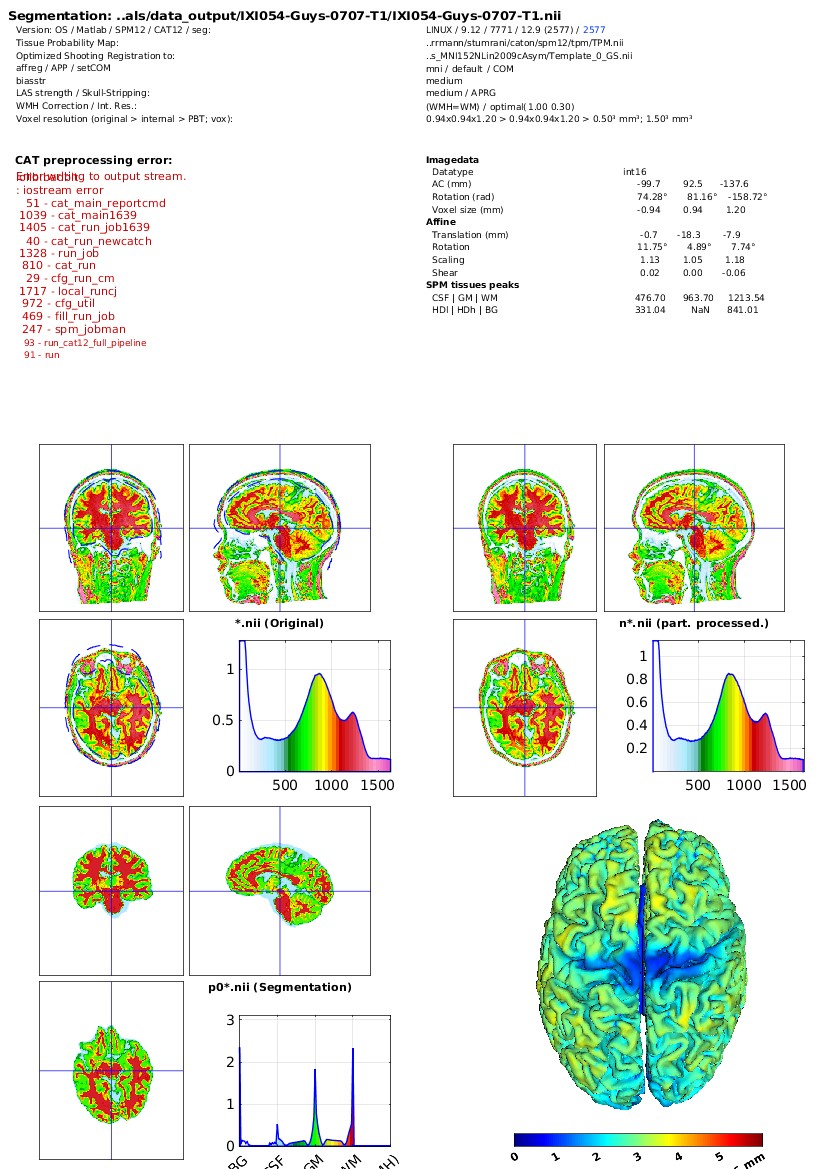 Segmentation: ..als/data_output/IXI054-Guys-0707-T1/IXI054-Guys-0707-T1.nii
Version: OS / Matlab / SPM12 / CAT12 / seg: LINUX / 9.12 / 7771 / 12.9 (2577) / 2577
Tissue Probability Map: ..rrmann/stumrani/caton/spm12/tpm/TPM.nii
Optimized Shooting Registration to: ..s_MNI152NLin2009cAsym/Template_0_GS.nii
affreg / APP / setCOM mni / default / COM
biasstr medium
LAS strength / Skull-Stripping: medium / APRG
WMH Correction / Int. Res.: (WMH=WM) / optimal(1.00 0.30)
Voxel resolution (original > internal > PBT; vox): 0.94x0.94x1.20 > 0.94x0.94x1.20 > 0.50³ mm³; 1.50³ mm³
CAT preprocessing error:
Error writing to output stream.
: iostream error
51 - cat_main_reportcmd
1039 - cat_main1639
1405 - cat_run_job1639
40 - cat_run_newcatch
1328 - run_job
810 - cat_run
29 - cfg_run_cm
1717 - local_runcj
972 - cfg_util
469 - fill_run_job
247 - spm_jobman
93 - run_cat12_full_pipeline
91 - run
Imagedata
Datatype int16
AC (mm) -99.7 92.5 -137.6
Rotation (rad) 74.28° 81.16° -158.72°
Voxel size (mm) -0.94 0.94 1.20
Affine
Translation (mm) -0.7 -18.3 -7.9
Rotation 11.75° 4.89° 7.74°
Scaling 1.13 1.05 1.18
Shear 0.02 0.00 -0.06
SPM tissues peaks
CSF | GM | WM 476.70 963.70 1213.54
HDl | HDh | BG 331.04 NaN 841.01
*.nii (Original)
1
0.5
0
500 1000 1500
n*.nii (part. processed.)
1
0.8
0.6
0.4
0.2
500 1000 1500
p0*.nii (Segmentation)
3
2
1
0
BG CSF GM WM
0 1 2 3 4 5 mm